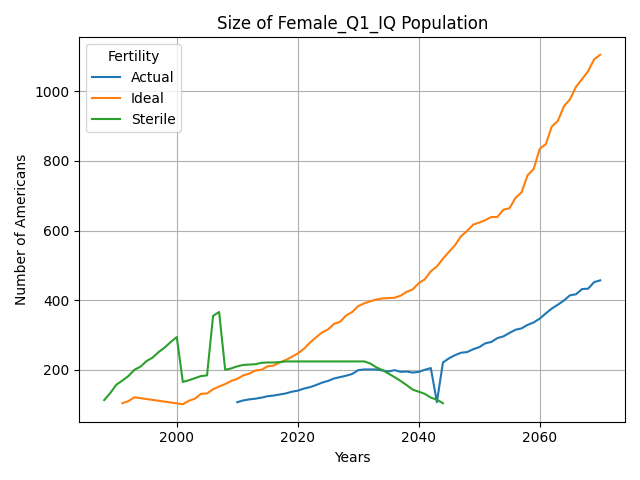 Size of Female_Q1_IQ Population
Fertility
Actual
Ideal
Sterile
Number of Americans
1000
800
600
400
200
2000
2020
2040
2060
Years